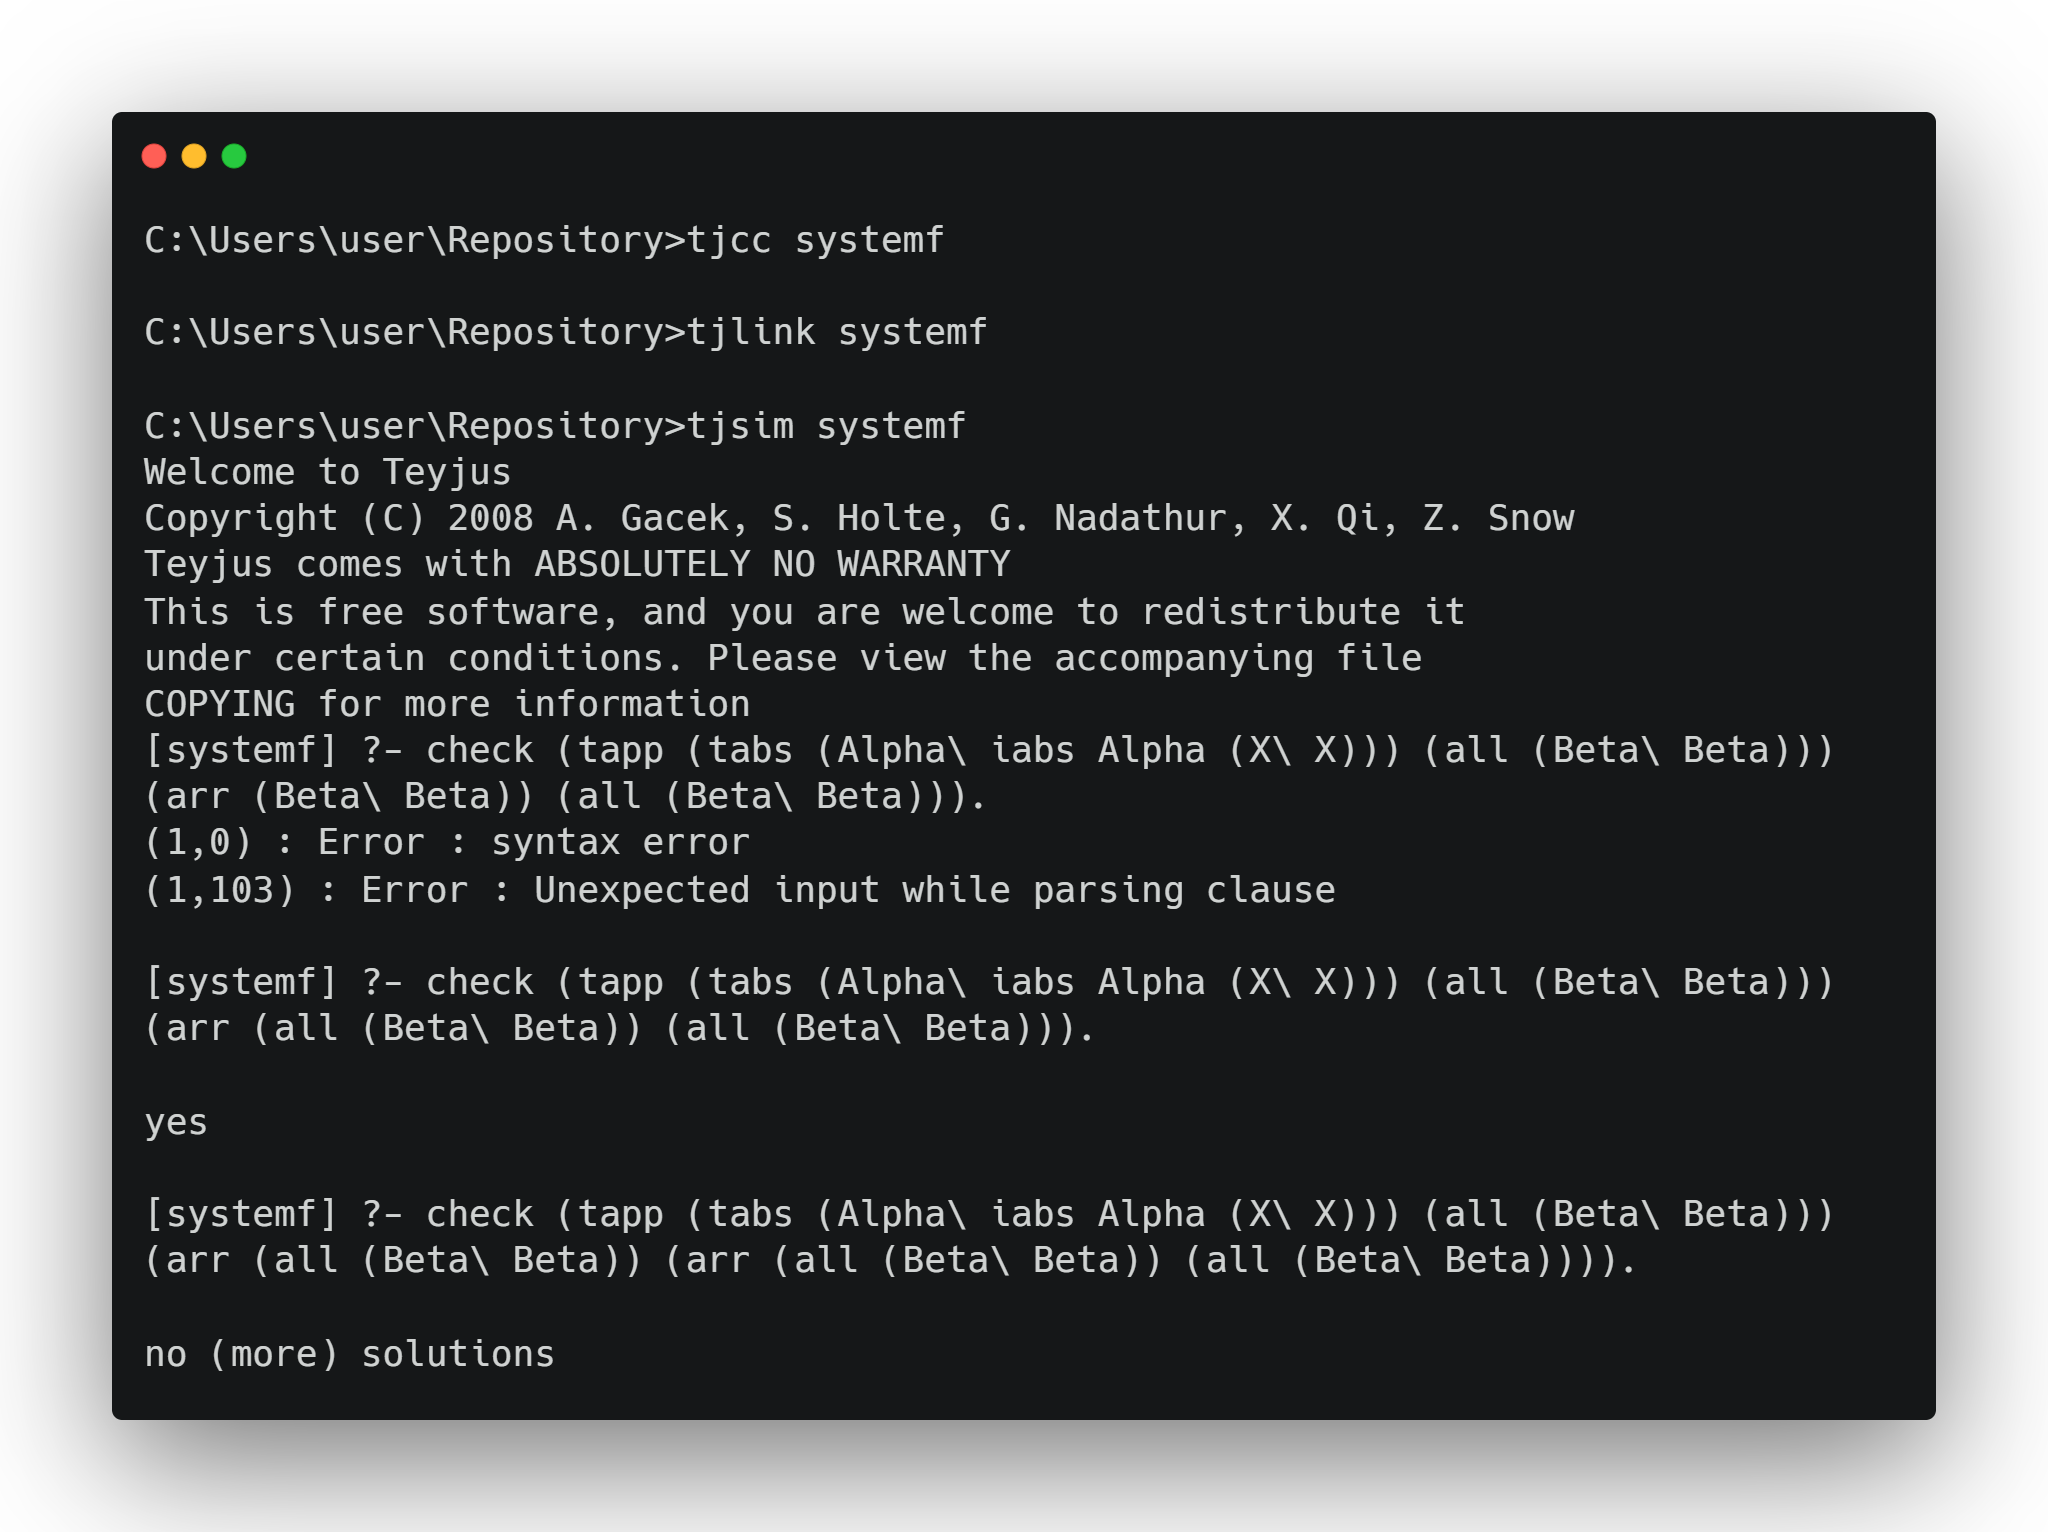 C:\Users\user\Repository>tjcc systemf
C:\Users\user\Repository>tjlink systemf
C:\Users\user\Repository>tjsim systemf
Welcome to Teyjus
Copyright (C) 2008 A. Gacek, S. Holte, G. Nadathur, X. Qi, Z. Snow
Teyjus comes with ABSOLUTELY NO WARRANTY
This is free software, and you are welcome to redistribute it
under certain conditions. Please view the accompanying file
COPYING for more information
[systemf] ?- check (tapp (tabs (Alpha\ iabs Alpha (X\ X))) (all (Beta\ Beta)))
(arr (Beta\ Beta)) (all (Beta\ Beta))).
(1,0) : Error : syntax error
(1,103) : Error : Unexpected input while parsing clause
[systemf] ?- check (tapp (tabs (Alpha\ iabs Alpha (X\ X))) (all (Beta\ Beta)))
(arr (all (Beta\ Beta)) (all (Beta\ Beta))).
yes
[systemf] ?- check (tapp (tabs (Alpha\ iabs Alpha (X\ X))) (all (Beta\ Beta)))
(arr (all (Beta\ Beta)) (arr (all (Beta\ Beta)) (all (Beta\ Beta)))).
no (more) solutions